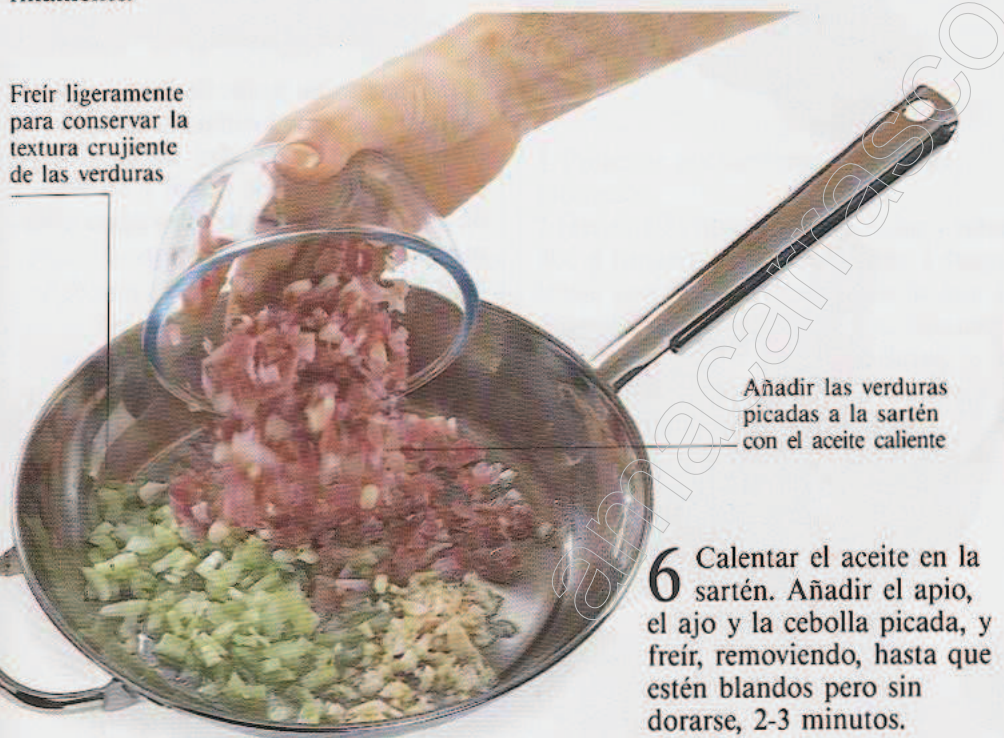 Freír ligeramente
para conservar la
textura crujiente
de las verduras
Añadir las verduras
picadas a la sartén
con el aceite caliente
6 Calentar el aceite en la
sartén. Añadir el apio,
el ajo y la cebolla picada, y
freír, removiendo, hasta que
estén blandos pero sin
dorarse, 2-3 minutos.
amacarrasco